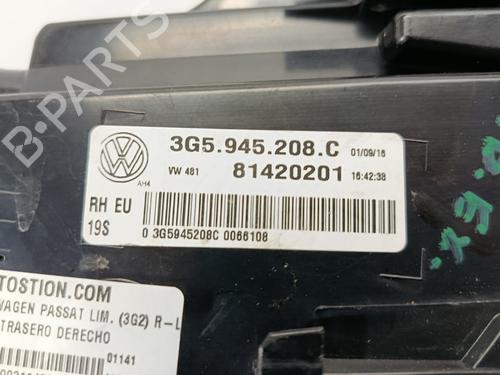 B-PARTS
3G5.945.208.C 01/09/16
VW 481 81420201 16:42:38
AH4
RH EU
19S 0 3G5945208C 0066108
TOSTION.COM
WAGEN PASSAT LIM. (3G2) R-L
TRASERO DERECHO
01141